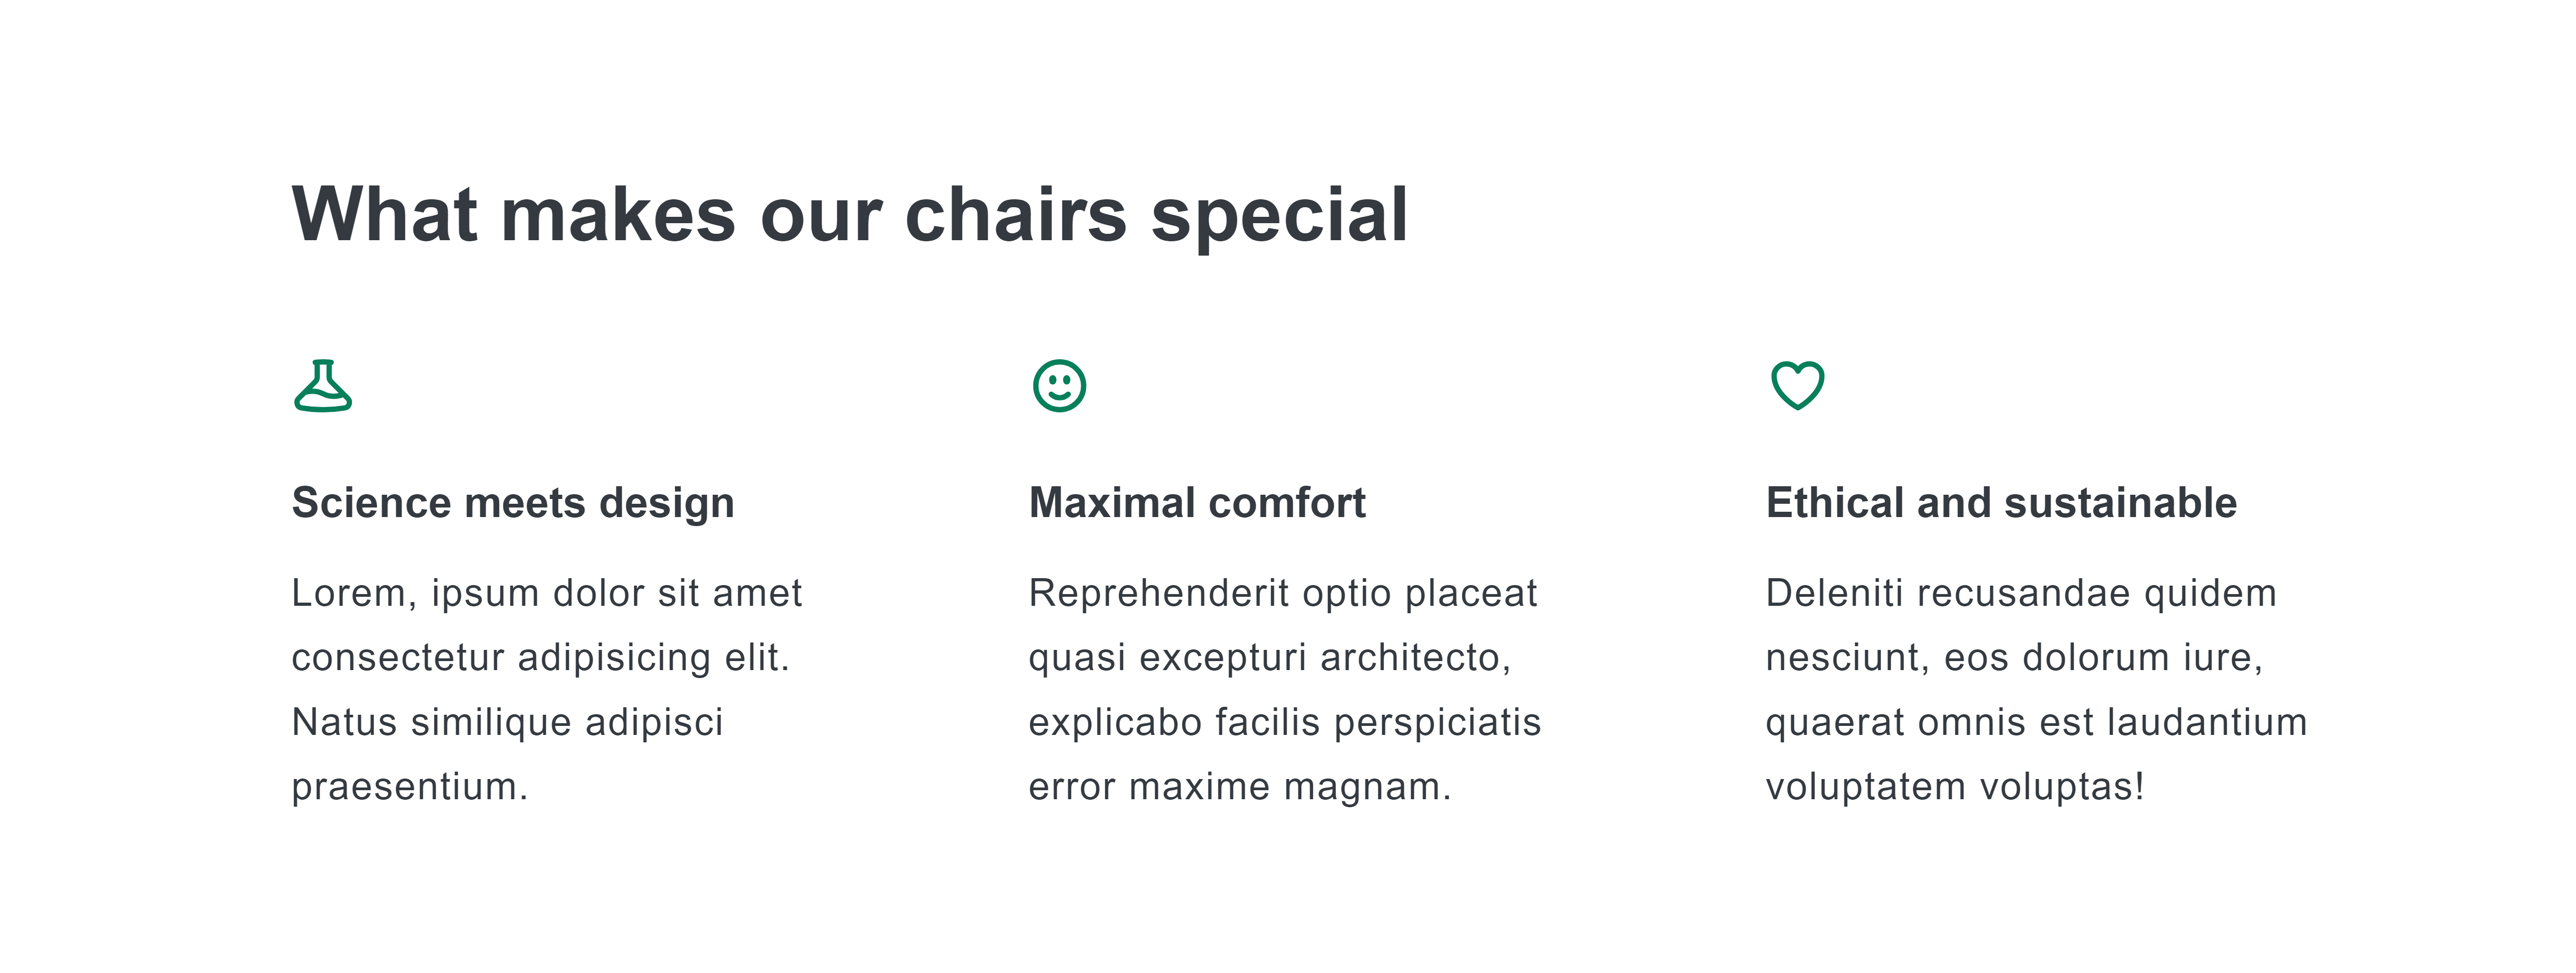 What makes our chairs special
Science meets design
Lorem, ipsum dolor sit amet
consectetur adipisicing elit.
Natus similique adipisci
praesentium.
Maximal comfort
Reprehenderit optio placeat
quasi excepturi architecto,
explicabo facilis perspiciatis
error maxime magnam.
Ethical and sustainable
Deleniti recusandae quidem
nesciunt, eos dolorum iure,
quaerat omnis est laudantium
voluptatem voluptas!